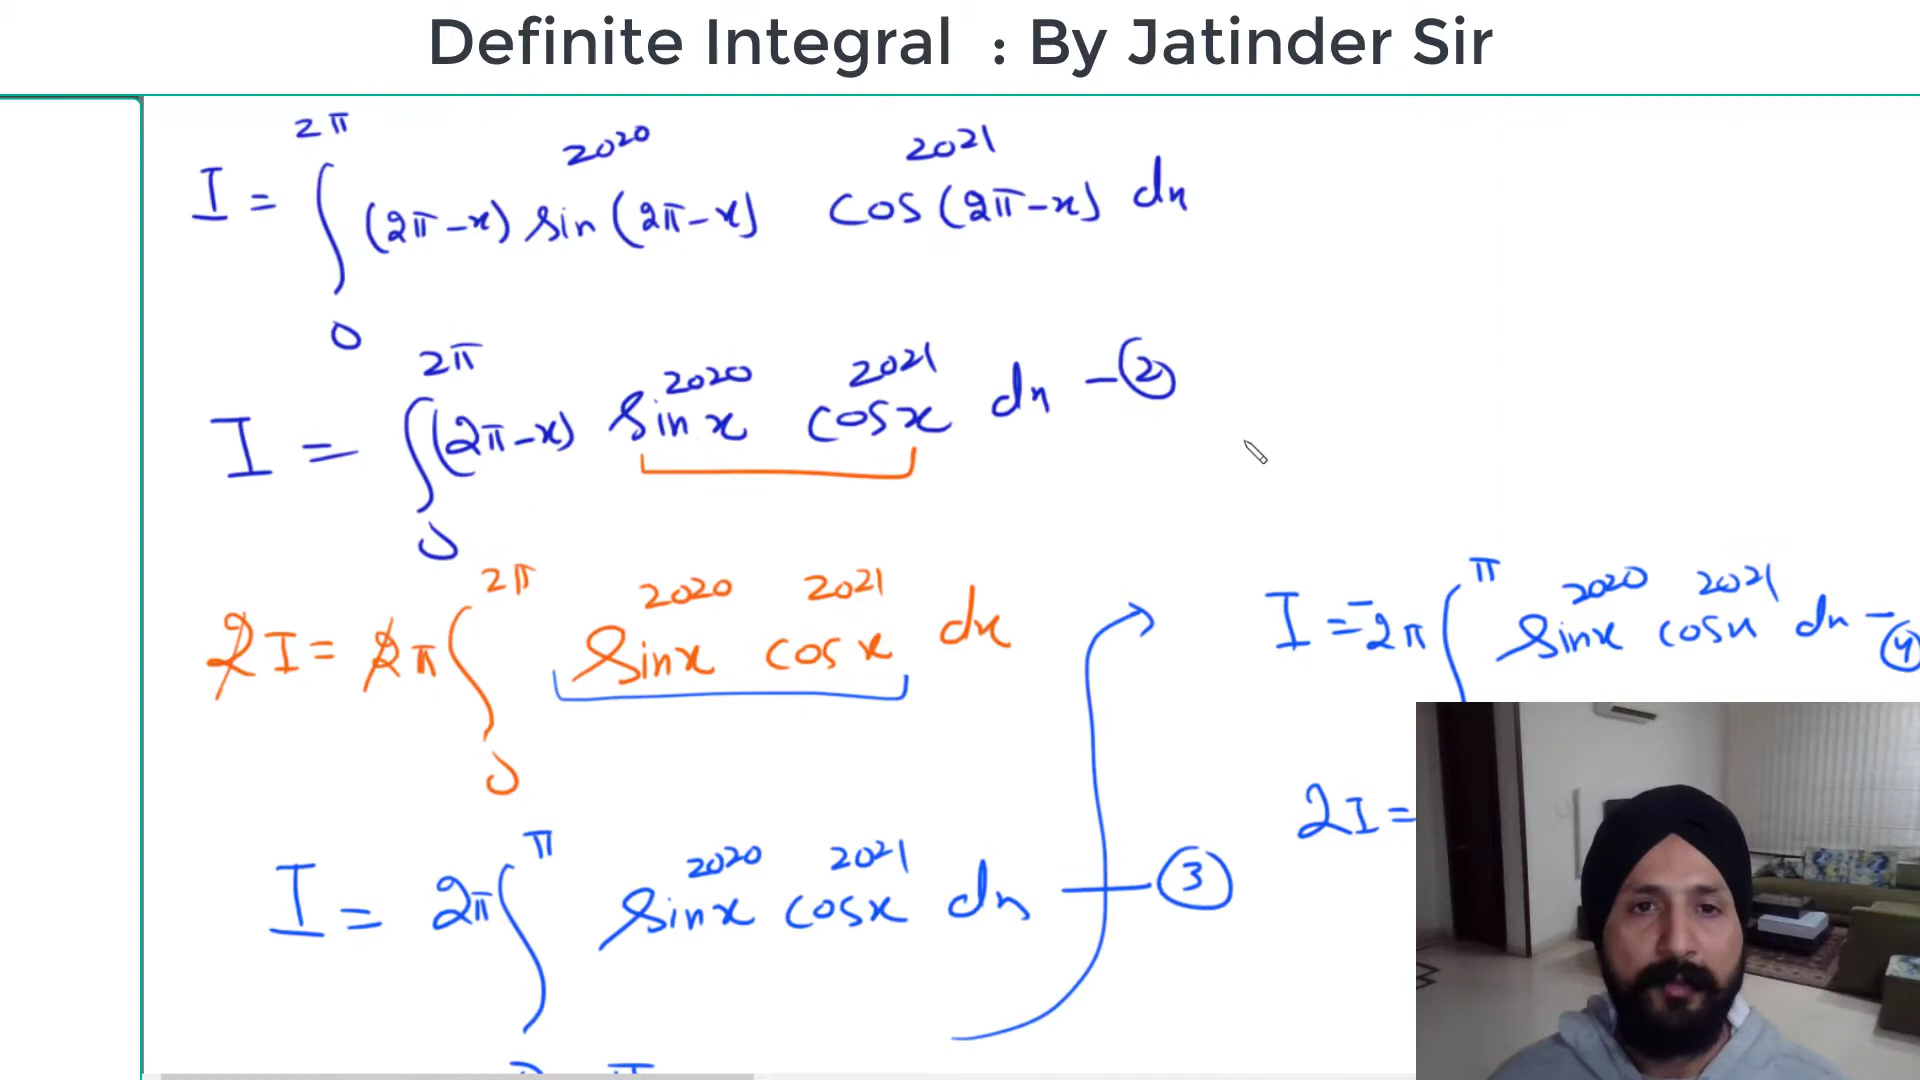 Definite Integral : By Jatinder Sir
I = ∫₀^2π (2π-x) sin^2020 (2π-x) cos^2021 (2π-x) dx
I = ∫₀^2π (2π-x) sin^2020 x cos^2021 x dx - ②
2I = 2π ∫₀^2π sin^2020 x cos^2021 x dx
I = 2π ∫^π sin^2020 x cos^2021 x dx — ③
I = -2π ∫^π sin^2020 x cos^2021 x dx - ④
2I =